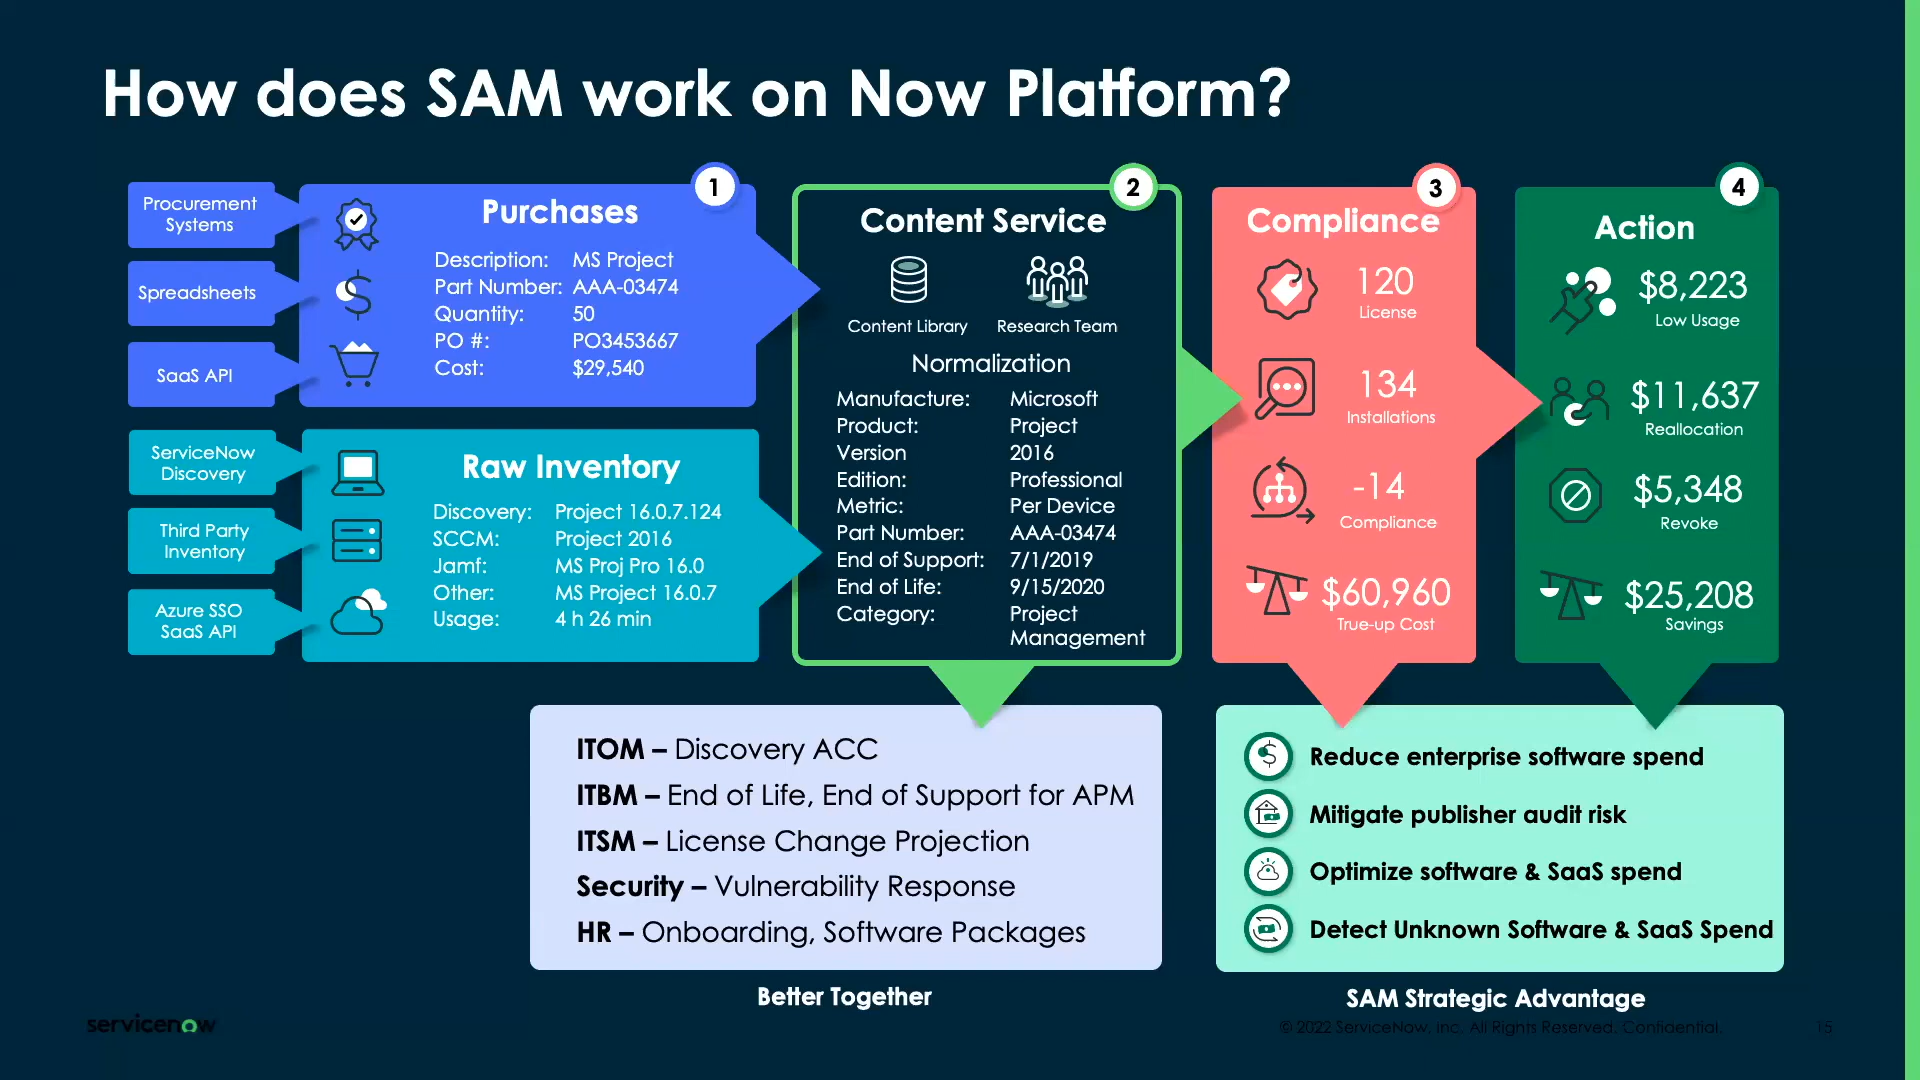 How does SAM work on Now Platform?
Procurement
Systems
Spreadsheets
SaaS API
1
Purchases
Description: MS Project
Part Number: AAA-03474
Quantity: 50
PO #: PO3453667
Cost: $29,540
ServiceNow
Discovery
Third Party
Inventory
Azure SSO
SaaS API
Raw Inventory
Discovery: Project 16.0.7.124
SCCM: Project 2016
Jamf: MS Proj Pro 16.0
Other: MS Project 16.0.7
Usage: 4 h 26 min
2
Content Service
Content Library Research Team
Normalization
Manufacture: Microsoft
Product: Project
Version 2016
Edition: Professional
Metric: Per Device
Part Number: AAA-03474
End of Support: 7/1/2019
End of Life: 9/15/2020
Category: Project
Management
3
Compliance
120
License
134
Installations
-14
Compliance
$60,960
True-up Cost
4
Action
$8,223
Low Usage
$11,637
Reallocation
$5,348
Revoke
$25,208
Savings
ITOM – Discovery ACC
ITBM – End of Life, End of Support for APM
ITSM – License Change Projection
Security – Vulnerability Response
HR – Onboarding, Software Packages
Better Together
Reduce enterprise software spend
Mitigate publisher audit risk
Optimize software & SaaS spend
Detect Unknown Software & SaaS Spend
SAM Strategic Advantage
servicenow
© 2022 ServiceNow, Inc. All Rights Reserved. Confidential.
15